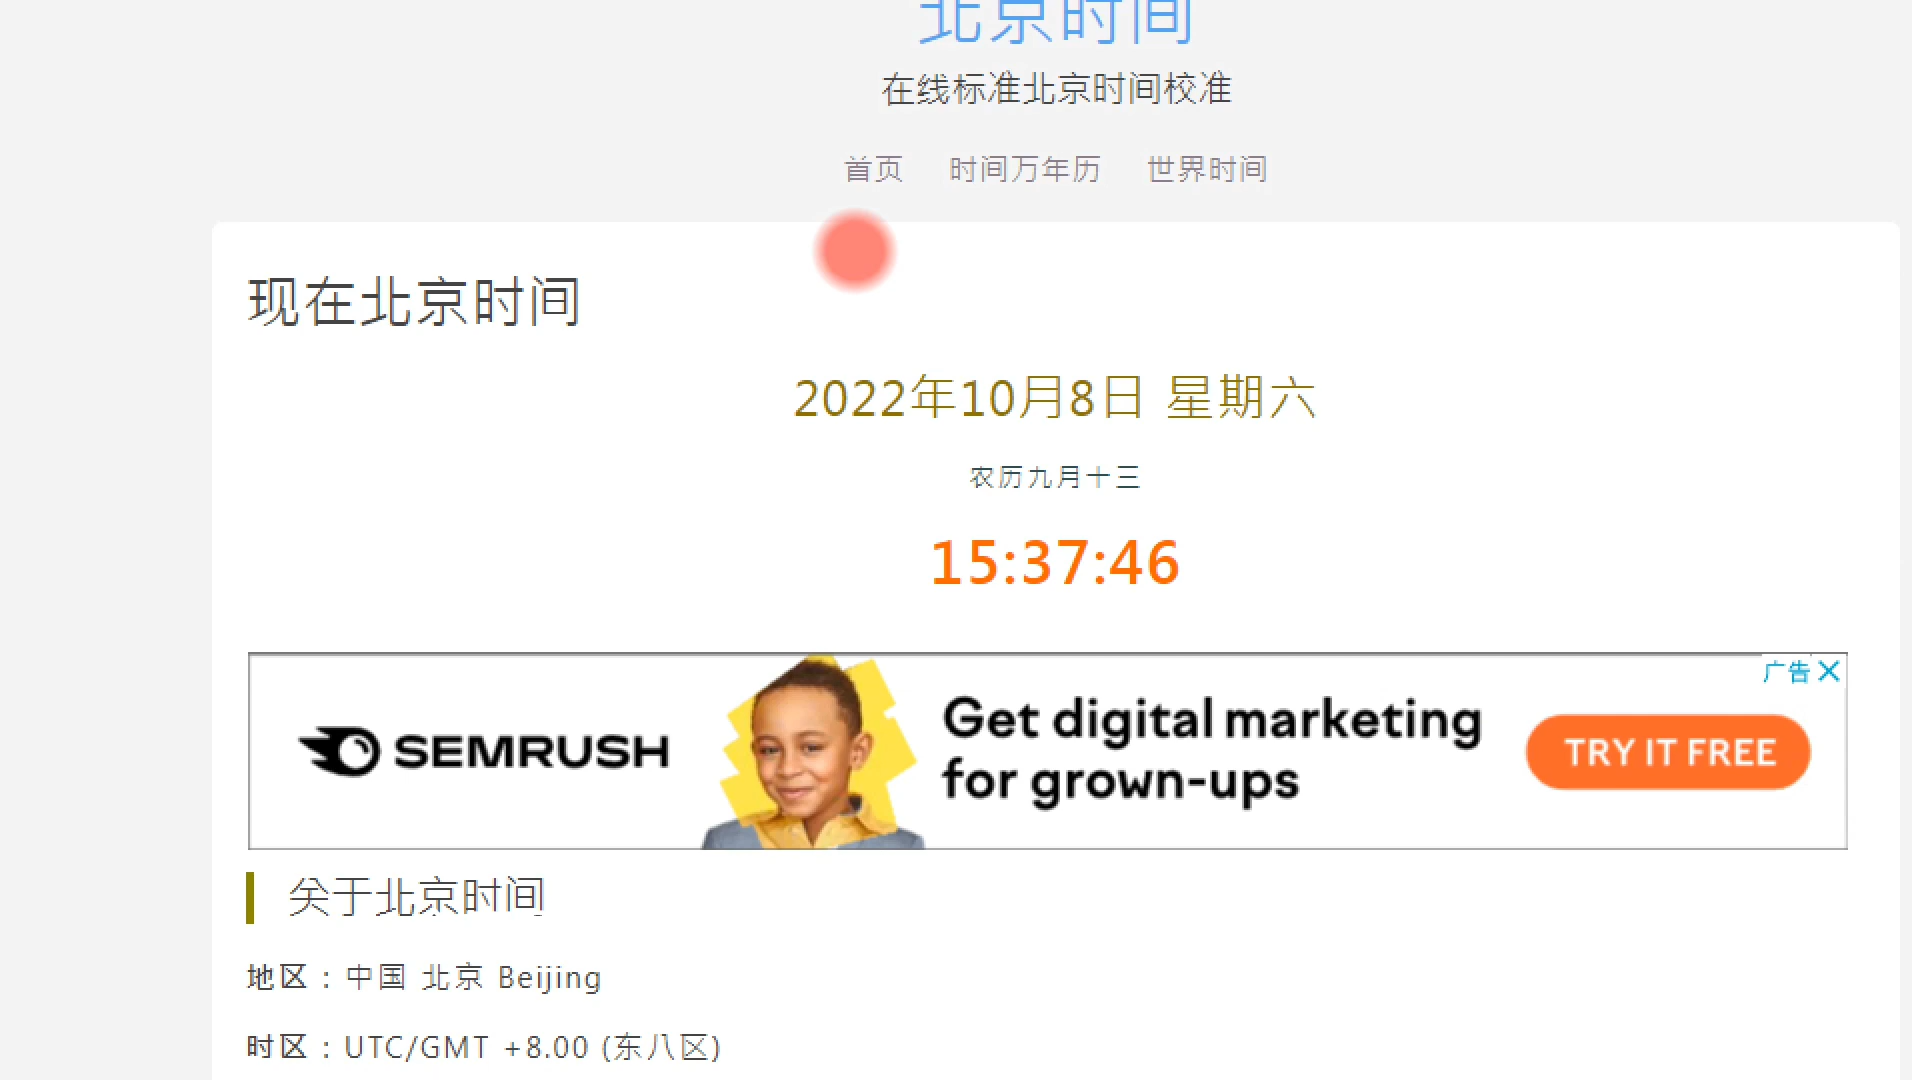 北京时间
在线标准北京时间校准
首页 时间万年历 世界时间
现在北京时间
2022年10月8日 星期六
农历九月十三
15:37:46
广告
SEMRUSH
Get digital marketing
for grown-ups
TRY IT FREE
关于北京时间
地区：中国 北京 Beijing
时区：UTC/GMT +8.00 (东八区)